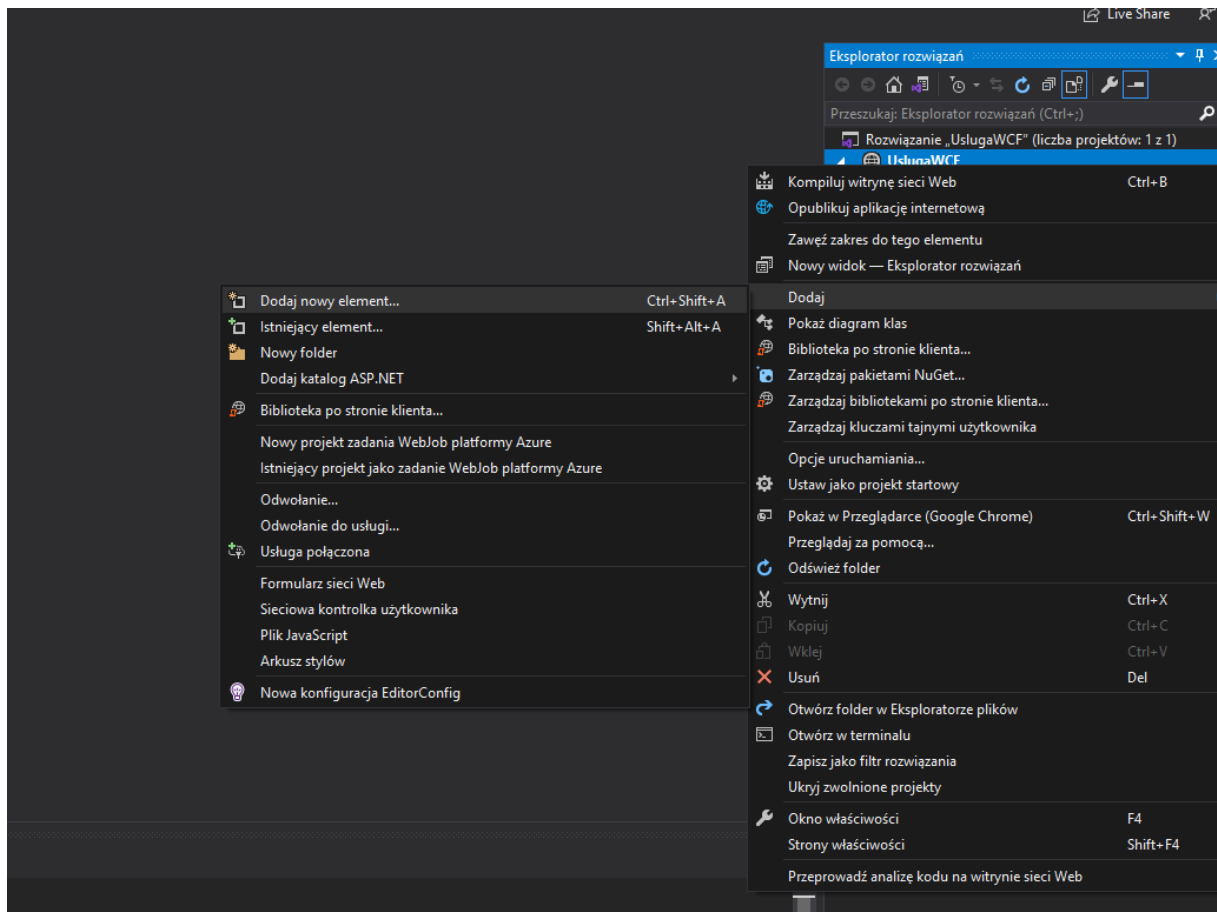 Live Share
Eksplorator rozwiązań
Przeszukaj: Eksplorator rozwiązań (Ctrl+;)
Rozwiązanie „UslugaWCF" (liczba projektów: 1 z 1)
UslugaWCF
Kompiluj witrynę sieci Web Ctrl+B
Opublikuj aplikację internetową
Zawęź zakres do tego elementu
Nowy widok — Eksplorator rozwiązań
Dodaj
Pokaż diagram klas
Biblioteka po stronie klienta...
Zarządzaj pakietami NuGet...
Zarządzaj bibliotekami po stronie klienta...
Zarządzaj kluczami tajnymi użytkownika
Opcje uruchamiania...
Ustaw jako projekt startowy
Pokaż w Przeglądarce (Google Chrome) Ctrl+Shift+W
Przeglądaj za pomocą...
Odśwież folder
Wytnij Ctrl+X
Kopiuj Ctrl+C
Wklej Ctrl+V
Usuń Del
Otwórz folder w Eksploratorze plików
Otwórz w terminalu
Zapisz jako filtr rozwiązania
Ukryj zwolnione projekty
Okno właściwości F4
Strony właściwości Shift+F4
Przeprowadź analizę kodu na witrynie sieci Web
Dodaj nowy element... Ctrl+Shift+A
Istniejący element... Shift+Alt+A
Nowy folder
Dodaj katalog ASP.NET
Biblioteka po stronie klienta...
Nowy projekt zadania WebJob platformy Azure
Istniejący projekt jako zadanie WebJob platformy Azure
Odwołanie...
Odwołanie do usługi...
Usługa połączona
Formularz sieci Web
Sieciowa kontrolka użytkownika
Plik JavaScript
Arkusz stylów
Nowa konfiguracja EditorConfig